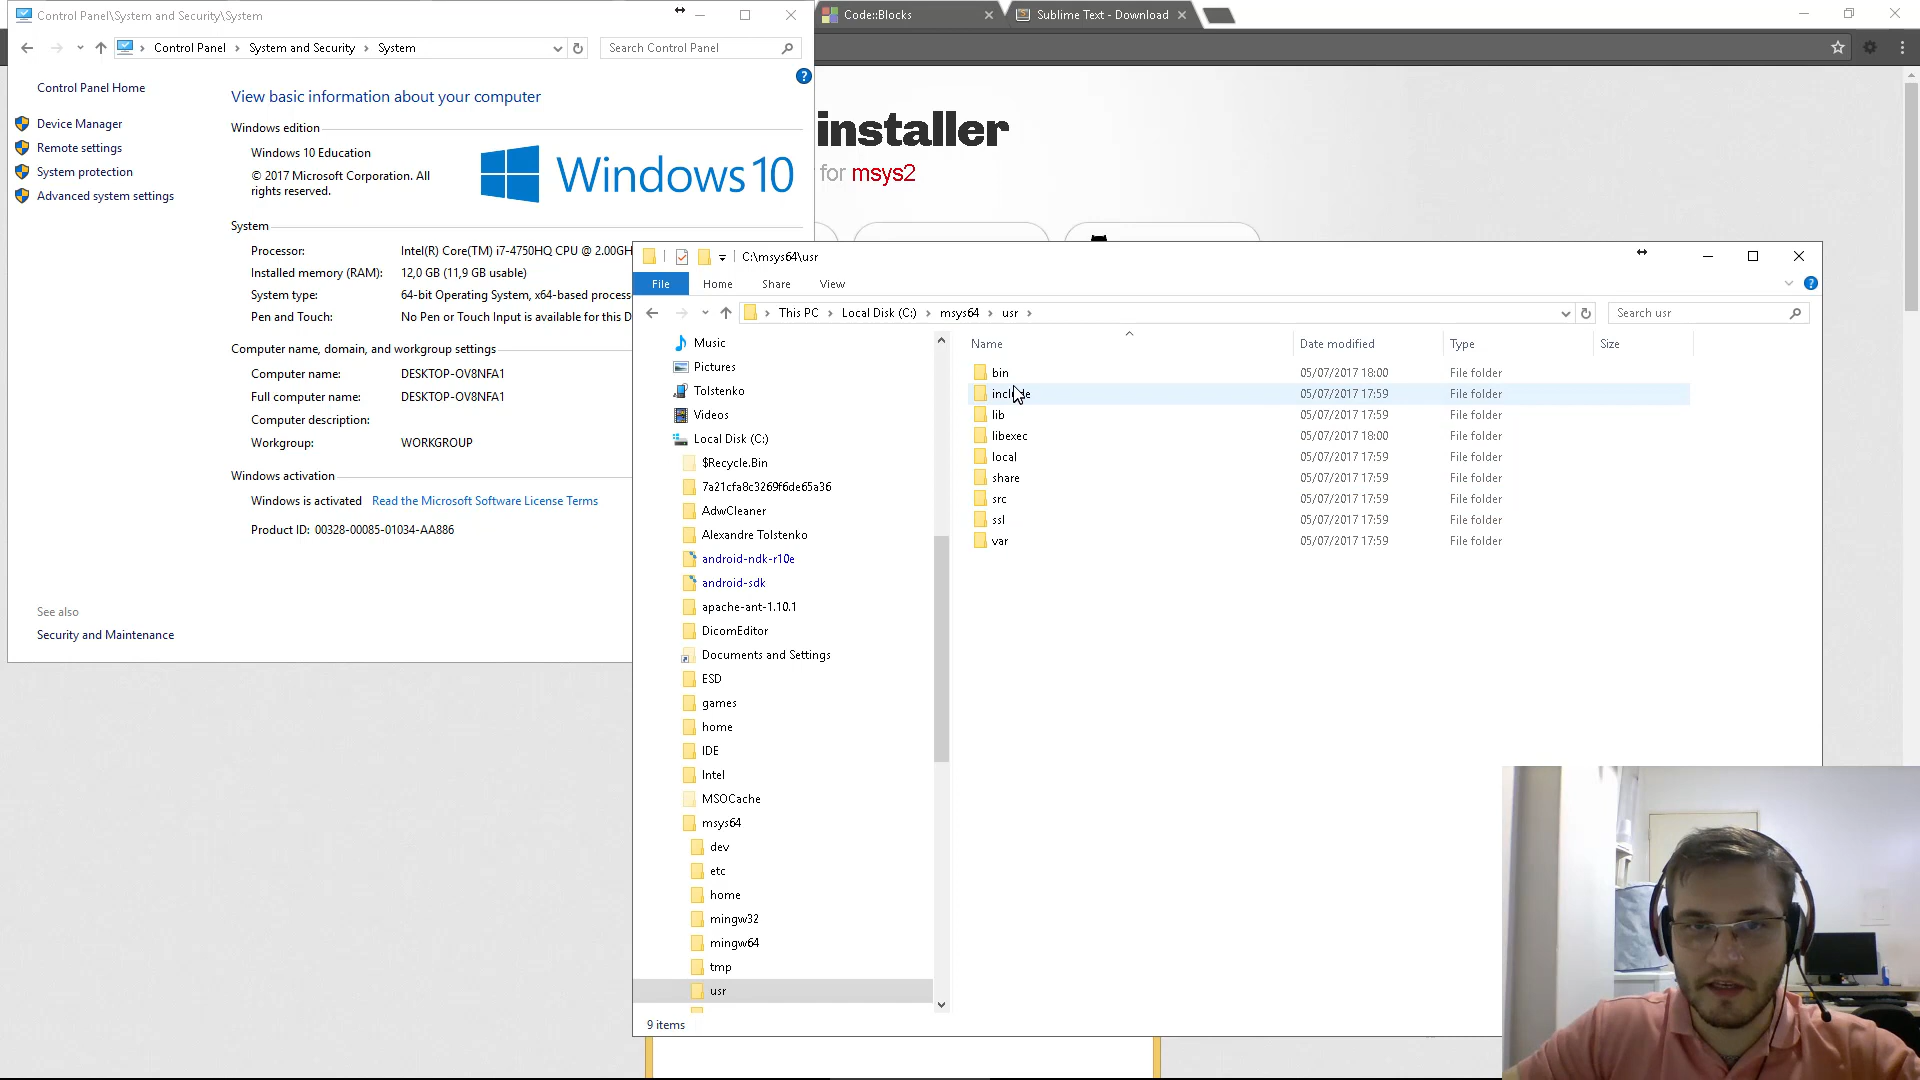 Control Panel\System and Security\System
Code::Blocks
Sublime Text - Download
Control Panel
System and Security
System
Search Control Panel
Control Panel Home
Device Manager
Remote settings
System protection
Advanced system settings
See also
Security and Maintenance
View basic information about your computer
Windows edition
Windows 10 Education
© 2017 Microsoft Corporation. All
rights reserved.
Windows 10
System
Processor: Intel(R) Core(TM) i7-4750HQ CPU @ 2.00GH
Installed memory (RAM): 12,0 GB (11,9 GB usable)
System type: 64-bit Operating System, x64-based process
Pen and Touch: No Pen or Touch Input is available for this D
Computer name, domain, and workgroup settings
Computer name: DESKTOP-OV8NFA1
Full computer name: DESKTOP-OV8NFA1
Computer description:
Workgroup: WORKGROUP
Windows activation
Windows is activated Read the Microsoft Software License Terms
Product ID: 00328-00085-01034-AA886
installer
for msys2
C:\msys64\usr
File Home Share View
This PC Local Disk (C:) msys64 usr
Search usr
Music
Pictures
Tolstenko
Videos
Local Disk (C:)
$Recycle.Bin
7a21cfa8c3269f6de65a36
AdwCleaner
Alexandre Tolstenko
android-ndk-r10e
android-sdk
apache-ant-1.10.1
DicomEditor
Documents and Settings
ESD
games
home
IDE
Intel
MSOCache
msys64
dev
etc
home
mingw32
mingw64
tmp
usr
Name Date modified Type Size
bin 05/07/2017 18:00 File folder
include 05/07/2017 17:59 File folder
lib 05/07/2017 17:59 File folder
libexec 05/07/2017 18:00 File folder
local 05/07/2017 17:59 File folder
share 05/07/2017 17:59 File folder
src 05/07/2017 17:59 File folder
ssl 05/07/2017 17:59 File folder
var 05/07/2017 17:59 File folder
9 items